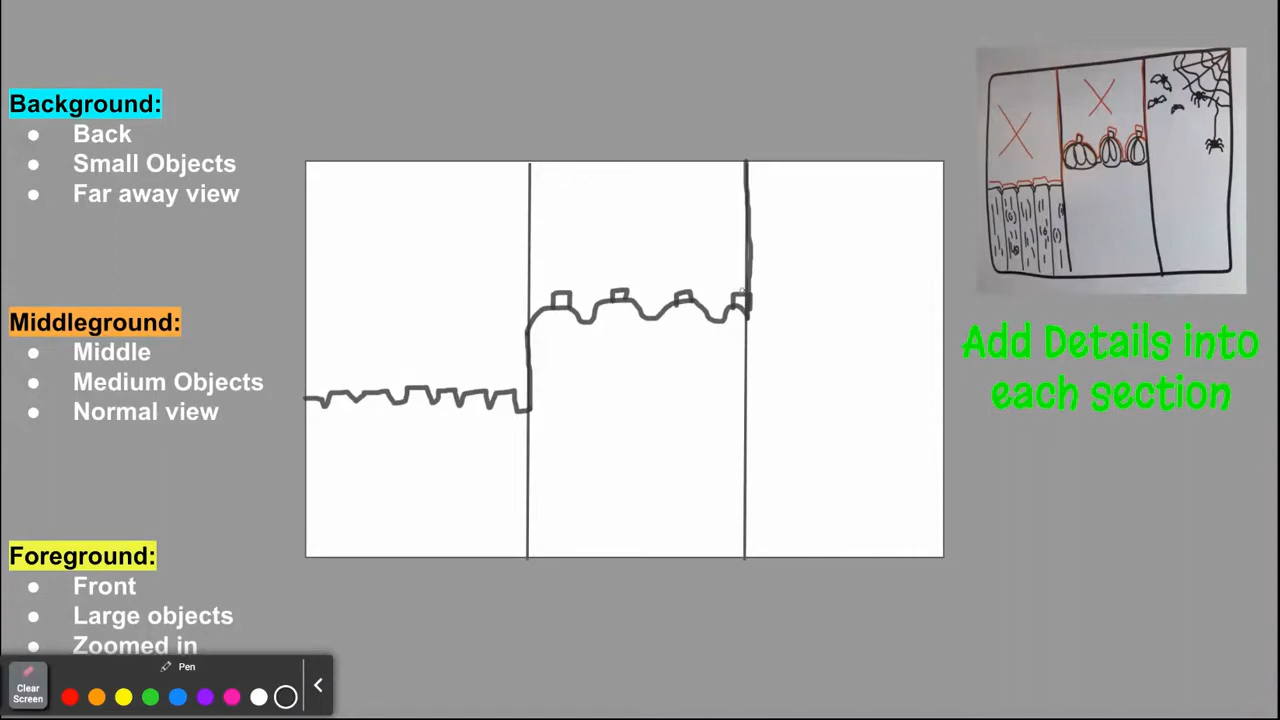 Background:
Back
Small Objects
Far away view
Middleground:
Middle
Medium Objects
Normal view
Foreground:
Front
Large objects
Zoomed in
Add Details into
each section
Pen
Clear
Screen